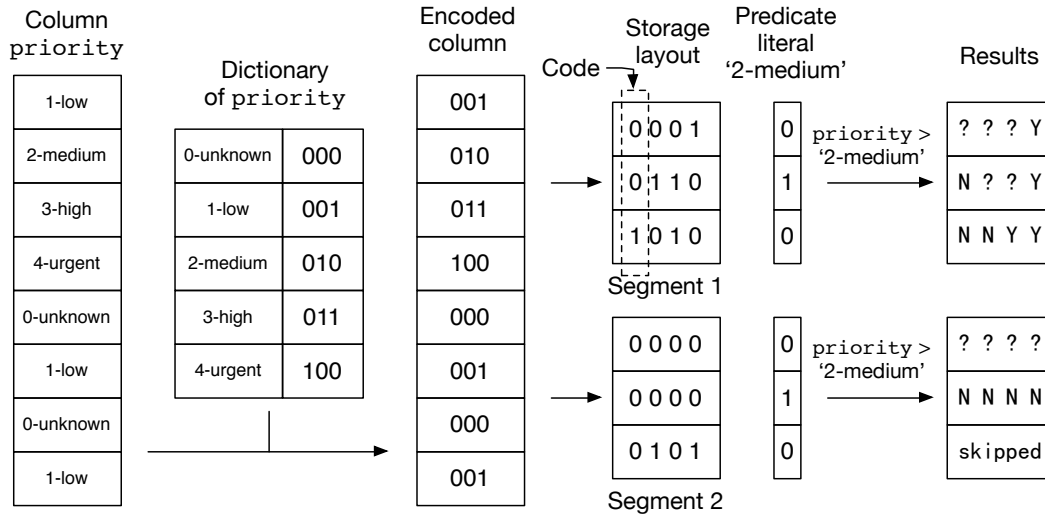 Column
priority
1-low
2-medium
3-high
4-urgent
0-unknown
1-low
0-unknown
1-low
Dictionary
of priority
0-unknown 000
1-low 001
2-medium 010
3-high 011
4-urgent 100
Encoded
column
001
010
011
100
000
001
000
001
Code
Storage
layout
0 0 0 1
0 1 1 0
1 0 1 0
Segment 1
0 0 0 0
0 0 0 0
0 1 0 1
Segment 2
Predicate
literal
‘2-medium’
0
1
0
0
1
0
priority >
‘2-medium’
priority >
‘2-medium’
Results
? ? ? Y
N ? ? Y
N N Y Y
? ? ? ?
N N N N
skipped